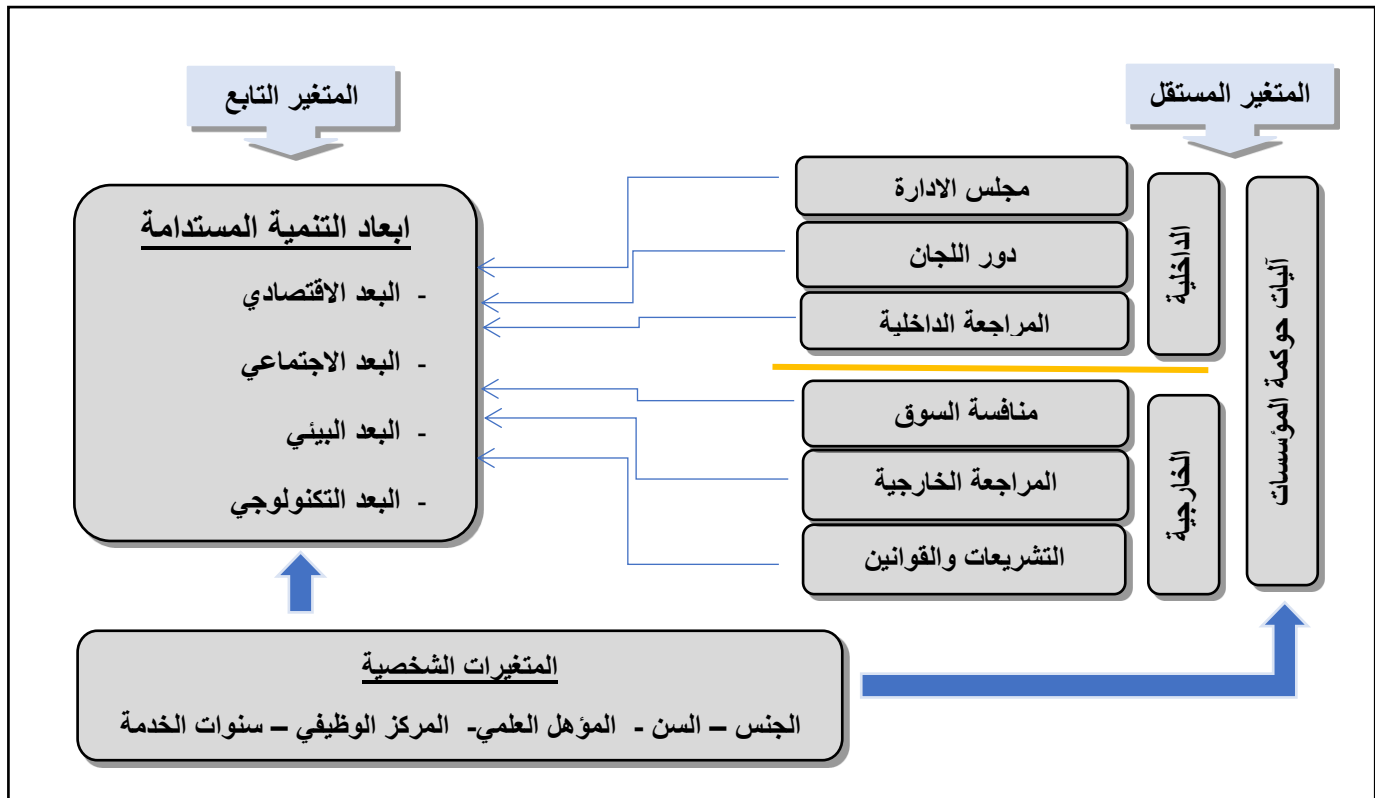 المتغير المستقل
المتغير التابع
آليات حوكمة المؤسسات
الداخلية
مجلس الادارة
دور اللجان
المراجعة الداخلية
الخارجية
منافسة السوق
المراجعة الخارجية
التشريعات والقوانين
ابعاد التنمية المستدامة
- البعد الاقتصادي
- البعد الاجتماعي
- البعد البيئي
- البعد التكنولوجي
المتغيرات الشخصية
الجنس – السن - المؤهل العلمي- المركز الوظيفي – سنوات الخدمة